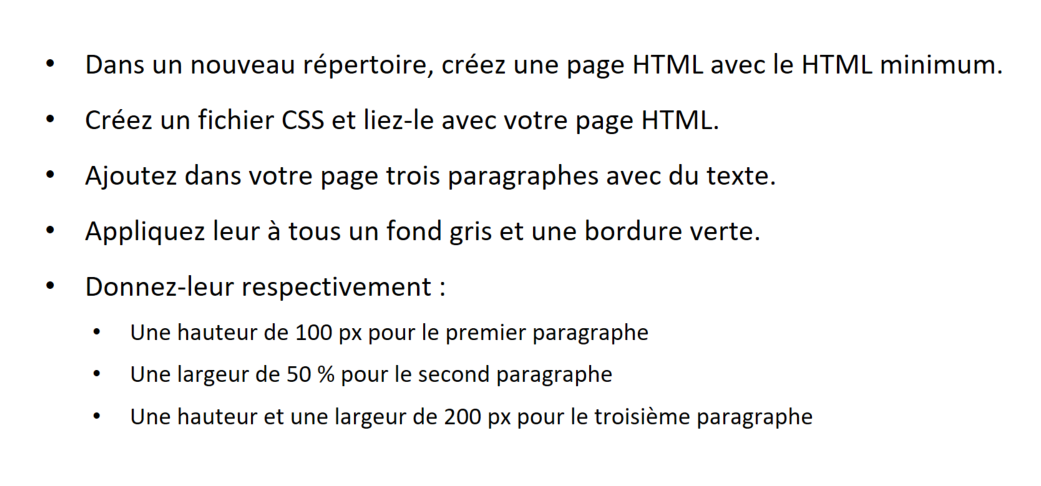 • Dans un nouveau répertoire, créez une page HTML avec le HTML minimum.
• Créez un fichier CSS et liez-le avec votre page HTML.
• Ajoutez dans votre page trois paragraphes avec du texte.
• Appliquez leur à tous un fond gris et une bordure verte.
• Donnez-leur respectivement :
• Une hauteur de 100 px pour le premier paragraphe
• Une largeur de 50 % pour le second paragraphe
• Une hauteur et une largeur de 200 px pour le troisième paragraphe